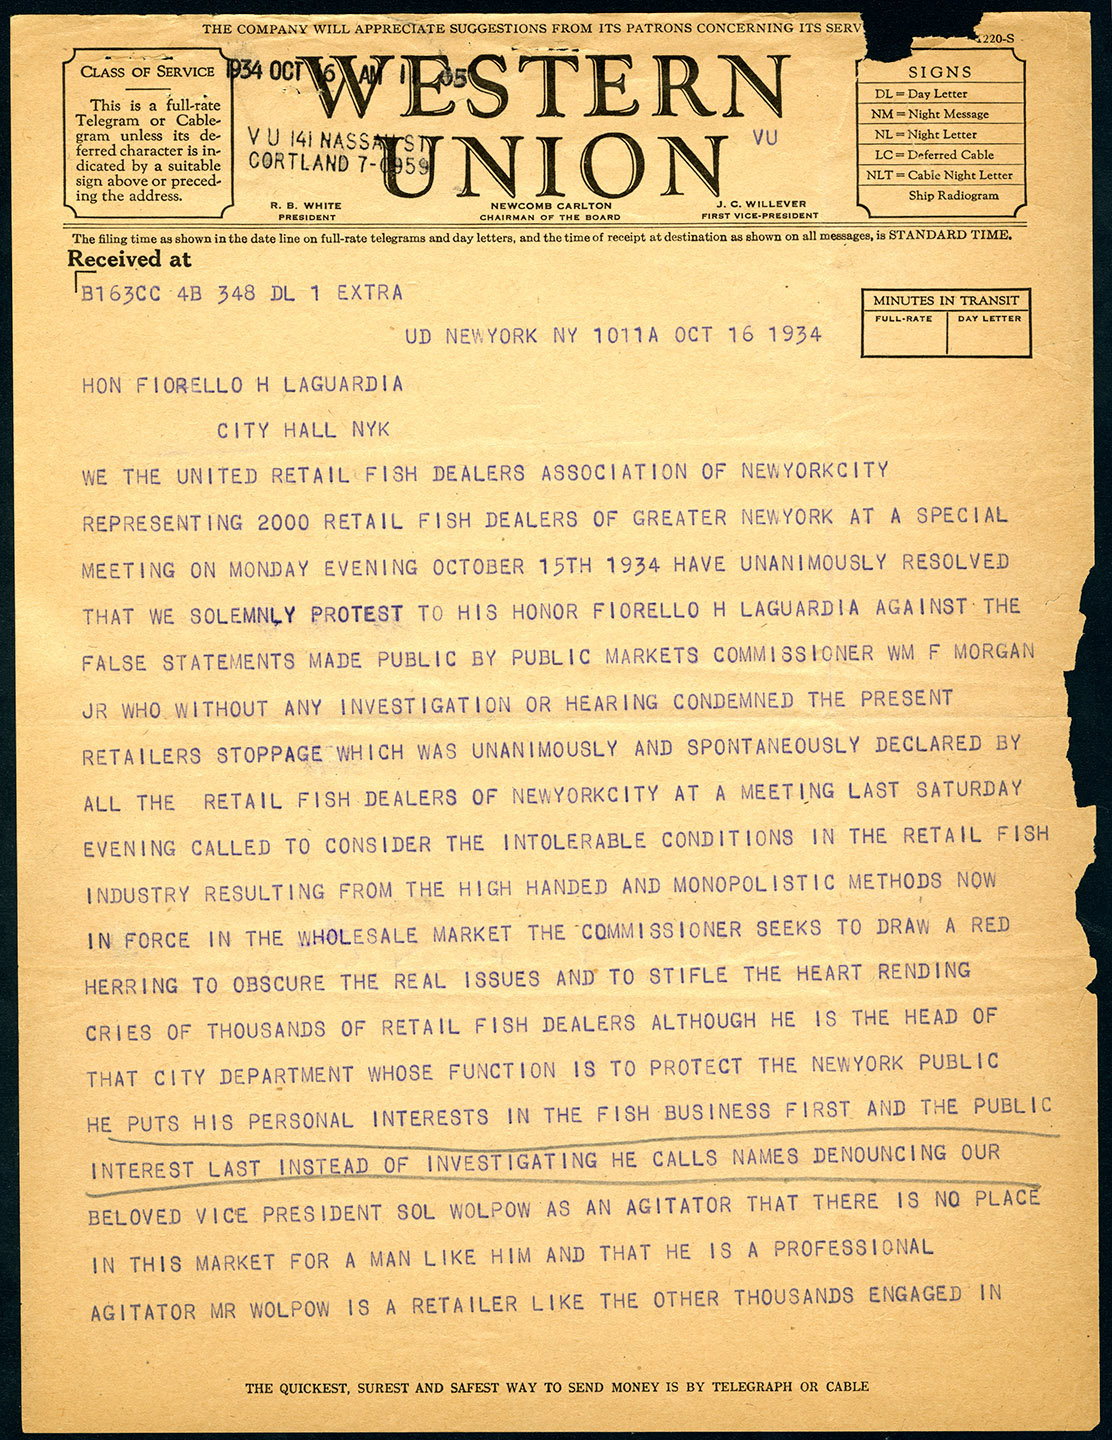 THE COMPANY WILL APPRECIATE SUGGESTIONS FROM ITS PATRONS CONCERNING ITS SERV
1220-S
CLASS OF SERVICE
This is a full-rate
Telegram or Cable-
gram unless its de-
ferred character is in-
dicated by a suitable
sign above or preced-
ing the address.
1934 OCT 16 AM 11 05
WESTERN
UNION
V U 141 NASSAU ST
CORTLAND 7-0959
VU
R. B. WHITE
PRESIDENT
NEWCOMB CARLTON
CHAIRMAN OF THE BOARD
J. C. WILLEVER
FIRST VICE-PRESIDENT
SIGNS
DL = Day Letter
NM = Night Message
NL = Night Letter
LC = Deferred Cable
NLT = Cable Night Letter
Ship Radiogram
The filing time as shown in the date line on full-rate telegrams and day letters, and the time of receipt at destination as shown on all messages, is STANDARD TIME.
Received at
MINUTES IN TRANSIT
FULL-RATE
DAY LETTER
B163CC 4B 348 DL 1 EXTRA
UD NEWYORK NY 1011A OCT 16 1934
HON FIORELLO H LAGUARDIA
CITY HALL NYK
WE THE UNITED RETAIL FISH DEALERS ASSOCIATION OF NEWYORKCITY
REPRESENTING 2000 RETAIL FISH DEALERS OF GREATER NEWYORK AT A SPECIAL
MEETING ON MONDAY EVENING OCTOBER 15TH 1934 HAVE UNANIMOUSLY RESOLVED
THAT WE SOLEMNLY PROTEST TO HIS HONOR FIORELLO H LAGUARDIA AGAINST THE
FALSE STATEMENTS MADE PUBLIC BY PUBLIC MARKETS COMMISSIONER WM F MORGAN
JR WHO WITHOUT ANY INVESTIGATION OR HEARING CONDEMNED THE PRESENT
RETAILERS STOPPAGE WHICH WAS UNANIMOUSLY AND SPONTANEOUSLY DECLARED BY
ALL THE RETAIL FISH DEALERS OF NEWYORKCITY AT A MEETING LAST SATURDAY
EVENING CALLED TO CONSIDER THE INTOLERABLE CONDITIONS IN THE RETAIL FISH
INDUSTRY RESULTING FROM THE HIGH HANDED AND MONOPOLISTIC METHODS NOW
IN FORCE IN THE WHOLESALE MARKET THE COMMISSIONER SEEKS TO DRAW A RED
HERRING TO OBSCURE THE REAL ISSUES AND TO STIFLE THE HEART RENDING
CRIES OF THOUSANDS OF RETAIL FISH DEALERS ALTHOUGH HE IS THE HEAD OF
THAT CITY DEPARTMENT WHOSE FUNCTION IS TO PROTECT THE NEWYORK PUBLIC
HE PUTS HIS PERSONAL INTERESTS IN THE FISH BUSINESS FIRST AND THE PUBLIC
INTEREST LAST INSTEAD OF INVESTIGATING HE CALLS NAMES DENOUNCING OUR
BELOVED VICE PRESIDENT SOL WOLPOW AS AN AGITATOR THAT THERE IS NO PLACE
IN THIS MARKET FOR A MAN LIKE HIM AND THAT HE IS A PROFESSIONAL
AGITATOR MR WOLPOW IS A RETAILER LIKE THE OTHER THOUSANDS ENGAGED IN
THE QUICKEST, SUREST AND SAFEST WAY TO SEND MONEY IS BY TELEGRAPH OR CABLE